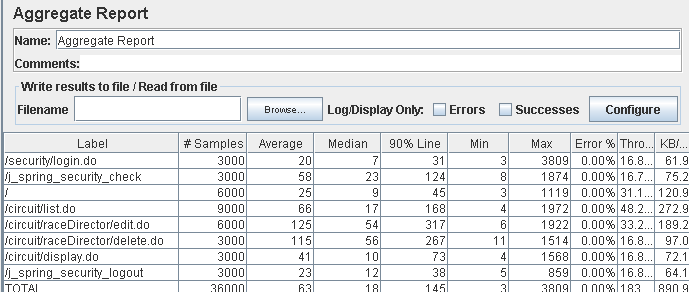 Aggregate Report
Name: Aggregate Report
Comments:
Write results to file / Read from file
Filename Browse... Log/Display Only: Errors Successes Configure
Label # Samples Average Median 90% Line Min Max Error % Thro... KB/...
/security/login.do 3000 20 7 31 3 3809 0.00% 16.8... 61.9
/j_spring_security_check 3000 58 23 124 8 1874 0.00% 16.7... 75.2
/ 6000 25 9 45 3 1119 0.00% 31.1... 120.9
/circuit/list.do 9000 66 17 168 4 1972 0.00% 48.2... 272.9
/circuit/raceDirector/edit.do 6000 125 54 317 6 1922 0.00% 33.2... 189.2
/circuit/raceDirector/delete.do 3000 115 56 267 11 1514 0.00% 16.8... 97.0
/circuit/display.do 3000 41 10 73 4 1568 0.00% 16.8... 72.1
/j_spring_security_logout 3000 23 12 38 5 859 0.00% 16.8... 64.1
TOTAL 36000 63 18 145 3 3809 0.00% 183... 890.9